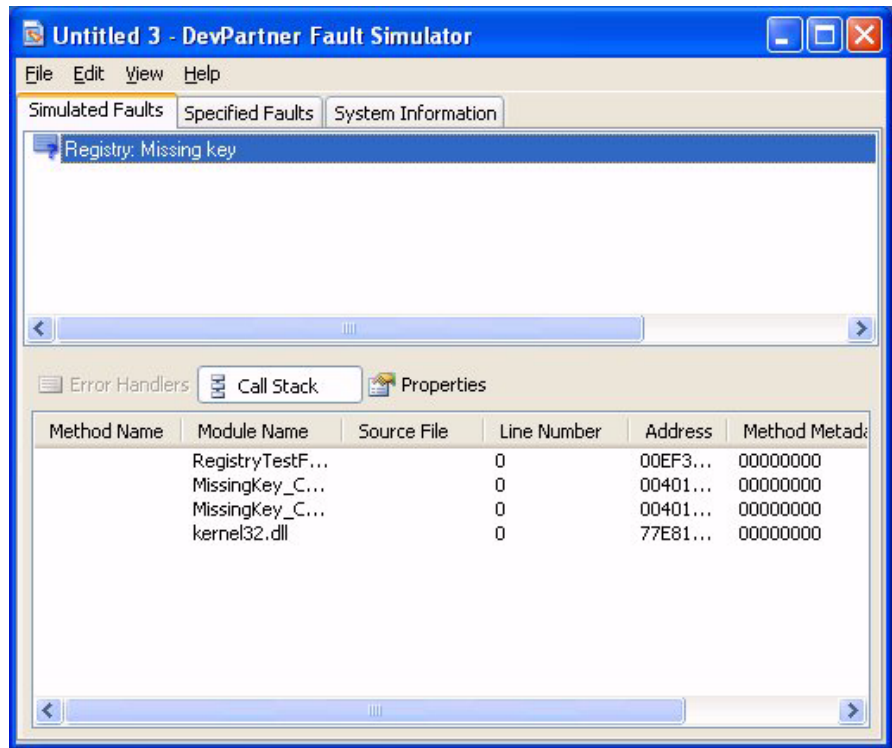 Untitled 3 - DevPartner Fault Simulator
File Edit View Help
Simulated Faults Specified Faults System Information
Registry: Missing key
Error Handlers Call Stack Properties
Method Name Module Name Source File Line Number Address Method Metada
RegistryTestF... 0 00EF3... 00000000
MissingKey_C... 0 00401... 00000000
MissingKey_C... 0 00401... 00000000
kernel32.dll 0 77E81... 00000000